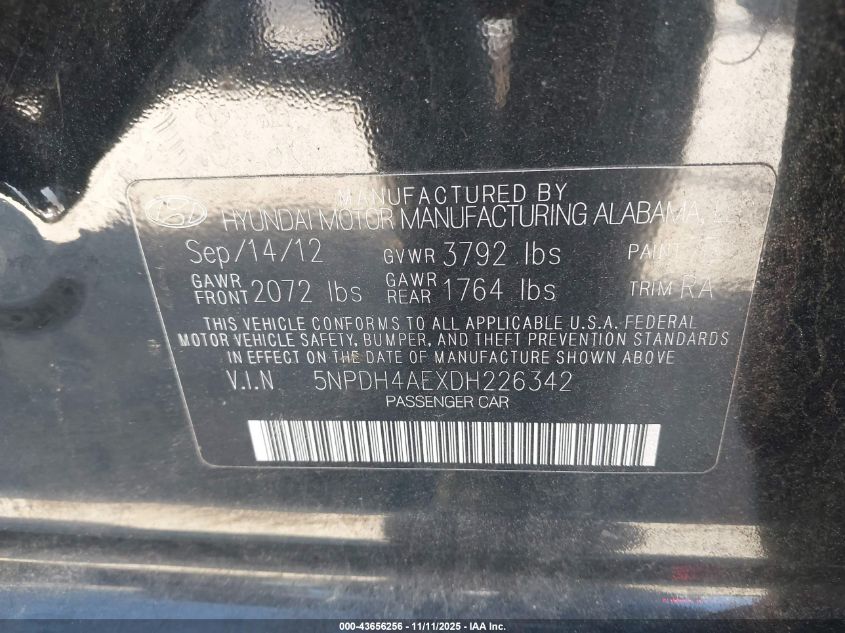 MANUFACTURED BY
HYUNDAI MOTOR MANUFACTURING ALABAMA,
Sep/14/12 GVWR 3792 lbs PAINT
GAWR FRONT 2072 lbs GAWR REAR 1764 lbs TRIM RA
THIS VEHICLE CONFORMS TO ALL APPLICABLE U.S.A. FEDERAL
MOTOR VEHICLE SAFETY, BUMPER, AND THEFT PREVENTION STANDARDS
IN EFFECT ON THE DATE OF MANUFACTURE SHOWN ABOVE
V.I.N 5NPDH4AEXDH226342
PASSENGER CAR
000-43656256 - 11/11/2025 - IAA Inc.